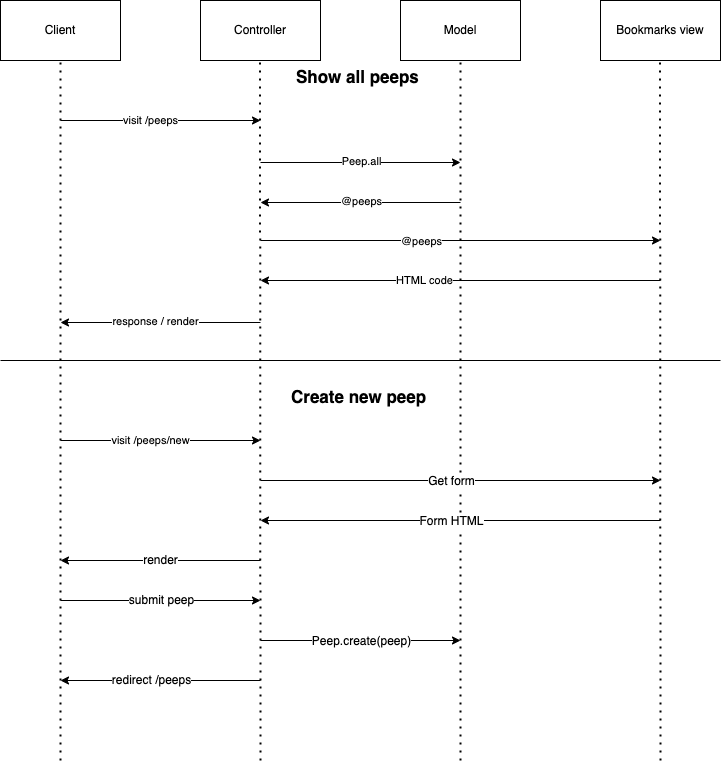 Client
Controller
Model
Bookmarks view
Show all peeps
visit /peeps
Peep.all
@peeps
@peeps
HTML code
response / render
Create new peep
visit /peeps/new
Get form
Form HTML
render
submit peep
Peep.create(peep)
redirect /peeps